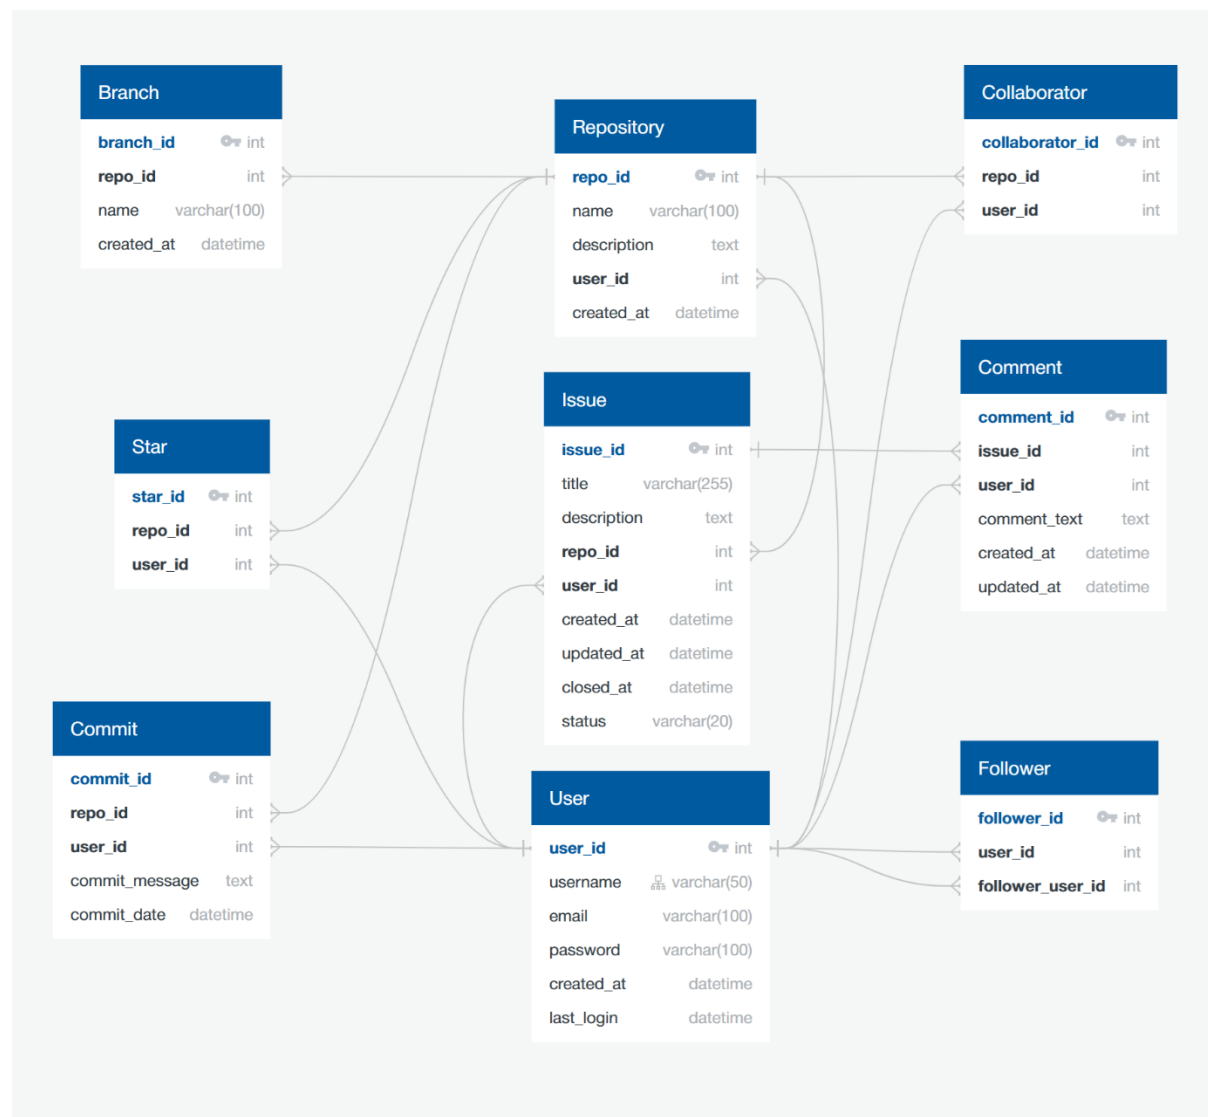 Branch
branch_id int
repo_id int
name varchar(100)
created_at datetime
Repository
repo_id int
name varchar(100)
description text
user_id int
created_at datetime
Collaborator
collaborator_id int
repo_id int
user_id int
Star
star_id int
repo_id int
user_id int
Issue
issue_id int
title varchar(255)
description text
repo_id int
user_id int
created_at datetime
updated_at datetime
closed_at datetime
status varchar(20)
Comment
comment_id int
issue_id int
user_id int
comment_text text
created_at datetime
updated_at datetime
Commit
commit_id int
repo_id int
user_id int
commit_message text
commit_date datetime
User
user_id int
username varchar(50)
email varchar(100)
password varchar(100)
created_at datetime
last_login datetime
Follower
follower_id int
user_id int
follower_user_id int